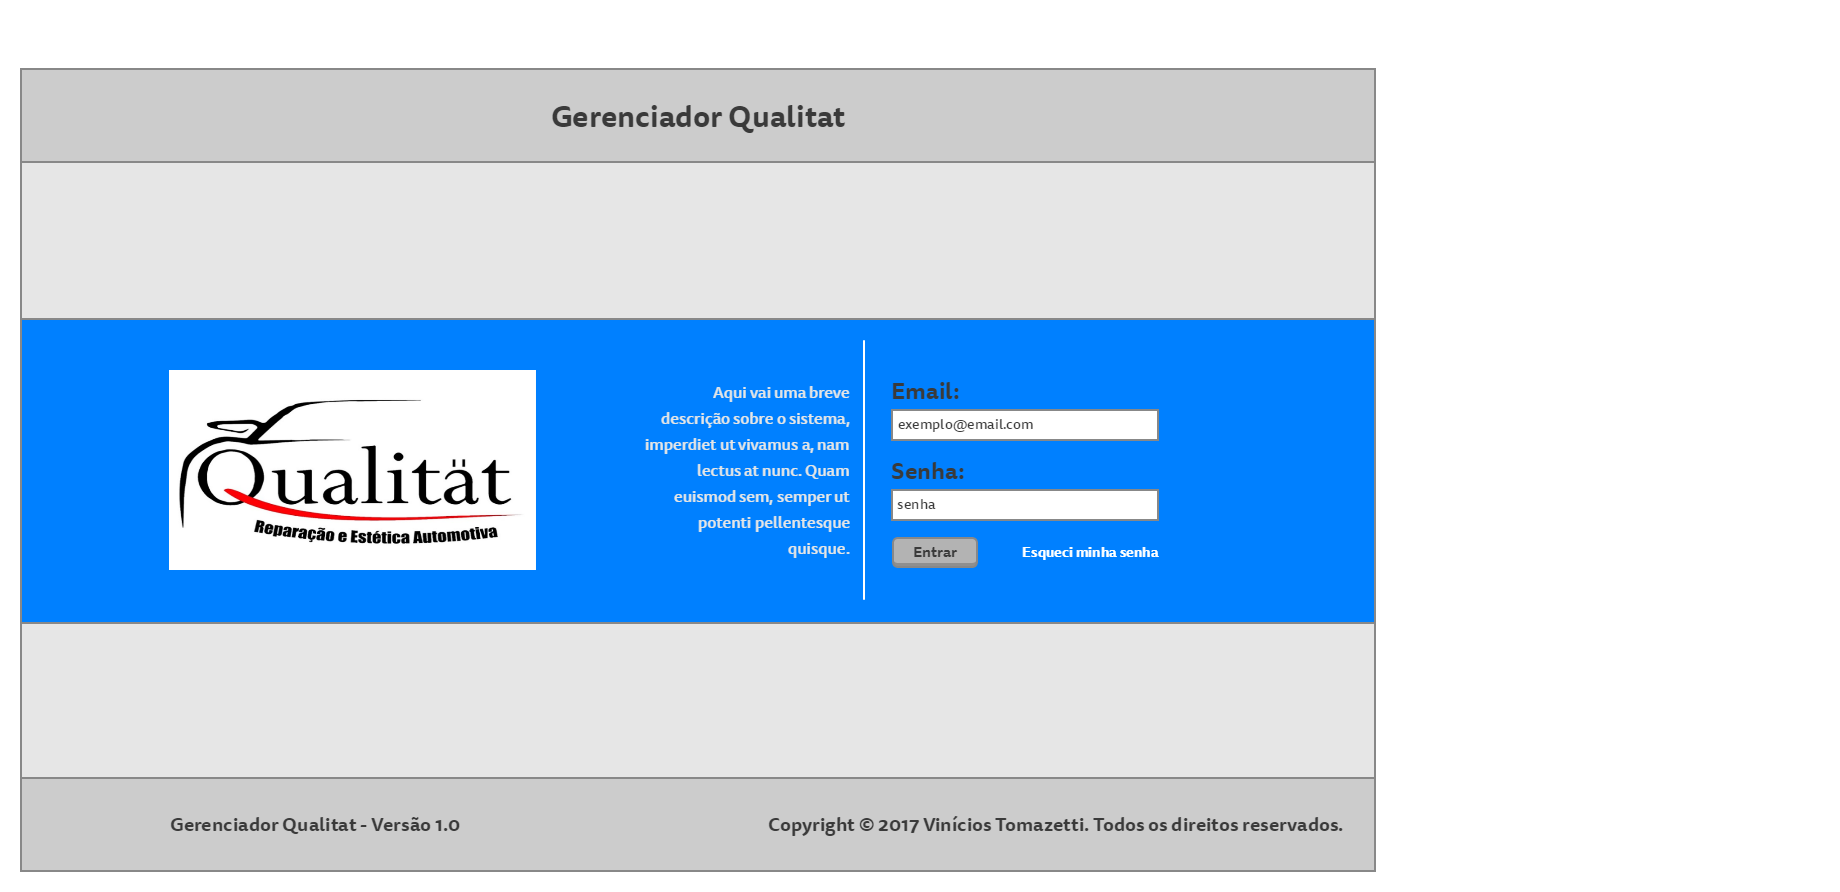 Gerenciador Qualitat
Qualität
Reparação e Estética Automotiva
Aqui vai uma breve
descrição sobre o sistema,
imperdiet ut vivamus a, nam
lectus at nunc. Quam
euismod sem, semper ut
potenti pellentesque
quisque.
Email:
exemplo@email.com
Senha:
senha
Entrar
Esqueci minha senha
Gerenciador Qualitat - Versão 1.0
Copyright © 2017 Vinícios Tomazetti. Todos os direitos reservados.